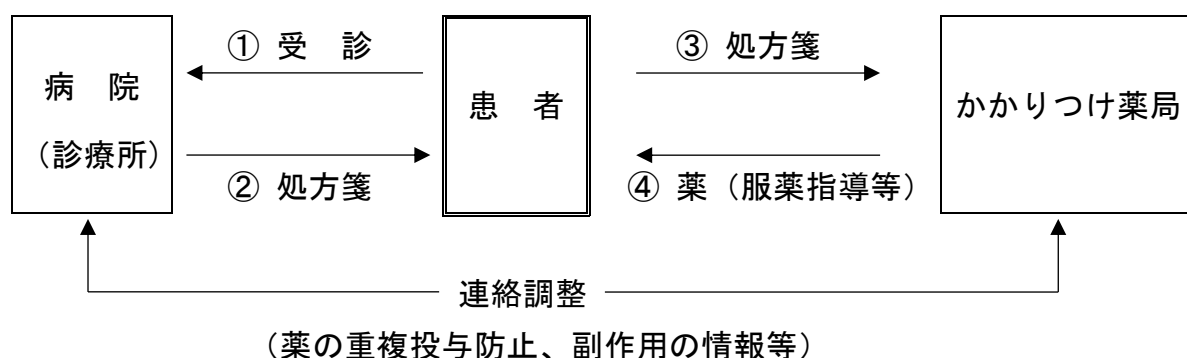 ① 受　診
③ 処方箋
病　院
（診療所）
患　者
かかりつけ薬局
② 処方箋
④ 薬（服薬指導等）
連絡調整
（薬の重複投与防止、副作用の情報等）